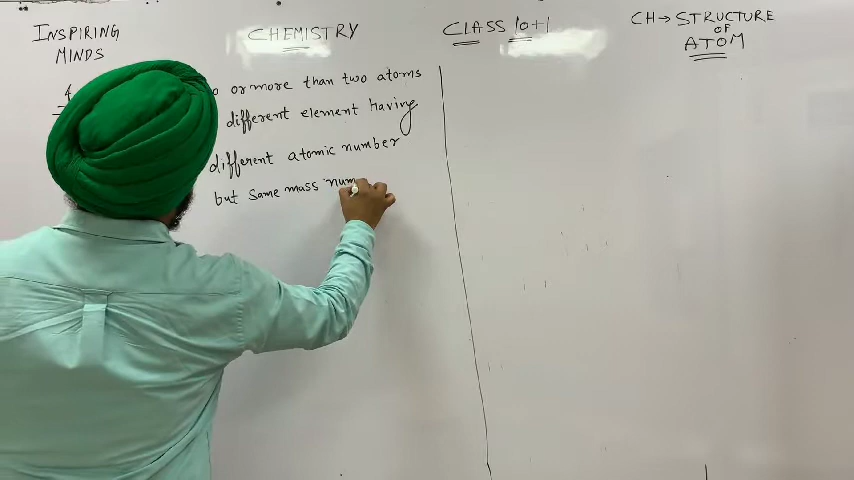 INSPIRING
MINDS
CHEMISTRY
CLASS 10+1
CH → STRUCTURE
OF
ATOM
or more than two atoms
different element Having
different atomic number
but Same mass num